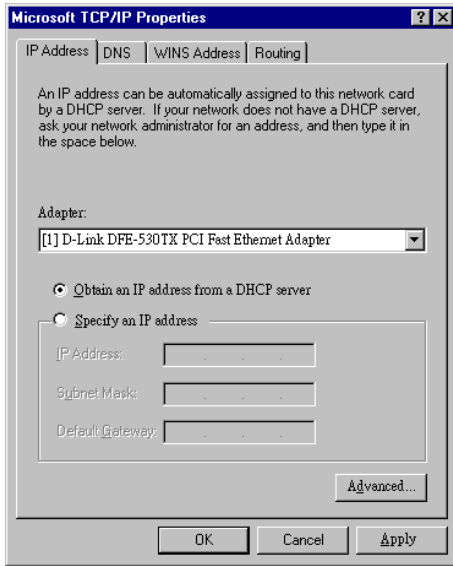 Microsoft TCP/IP Properties
IP Address
DNS
WINS Address
Routing
An IP address can be automatically assigned to this network card
by a DHCP server. If your network does not have a DHCP server,
ask your network administrator for an address, and then type it in
the space below.
Adapter:
[1] D-Link DFE-530TX PCI Fast Ethernet Adapter
Obtain an IP address from a DHCP server
Specify an IP address
IP Address:
Subnet Mask:
Default Gateway:
Advanced...
OK
Cancel
Apply